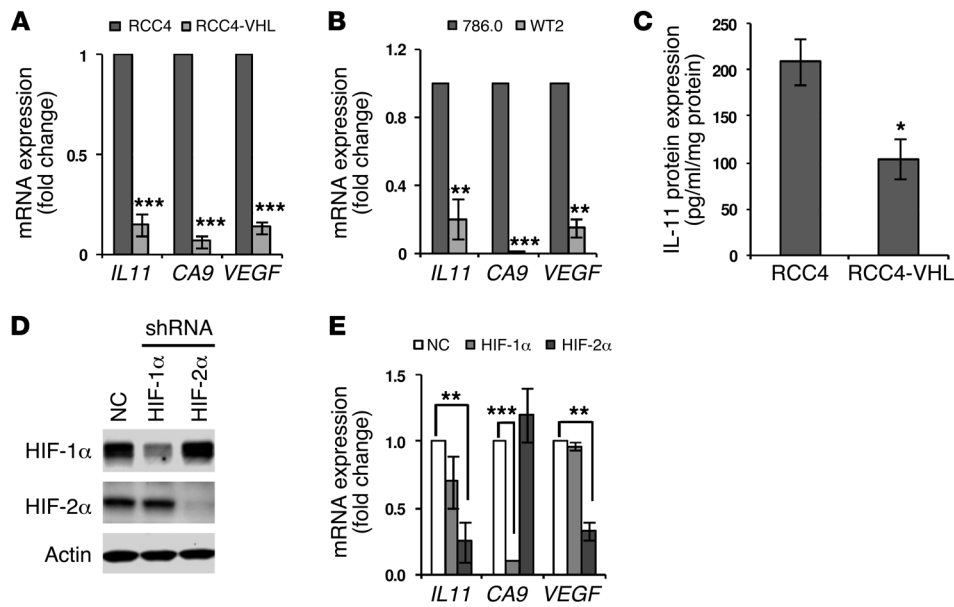 A
RCC4 RCC4-VHL
mRNA expression
(fold change)
1
0.5
0
***
***
***
IL11 CA9 VEGF
B
786.0 WT2
mRNA expression
(fold change)
1.2
0.8
0.4
0
**
***
**
IL11 CA9 VEGF
C
IL-11 protein expression
(pg/ml/mg protein)
250
200
150
100
50
0
*
RCC4 RCC4-VHL
D
shRNA
NC HIF-1α HIF-2α
HIF-1α
HIF-2α
Actin
E
NC HIF-1α HIF-2α
mRNA expression
(fold change)
1.5
1.0
0.5
0.0
**
***
**
IL11 CA9 VEGF